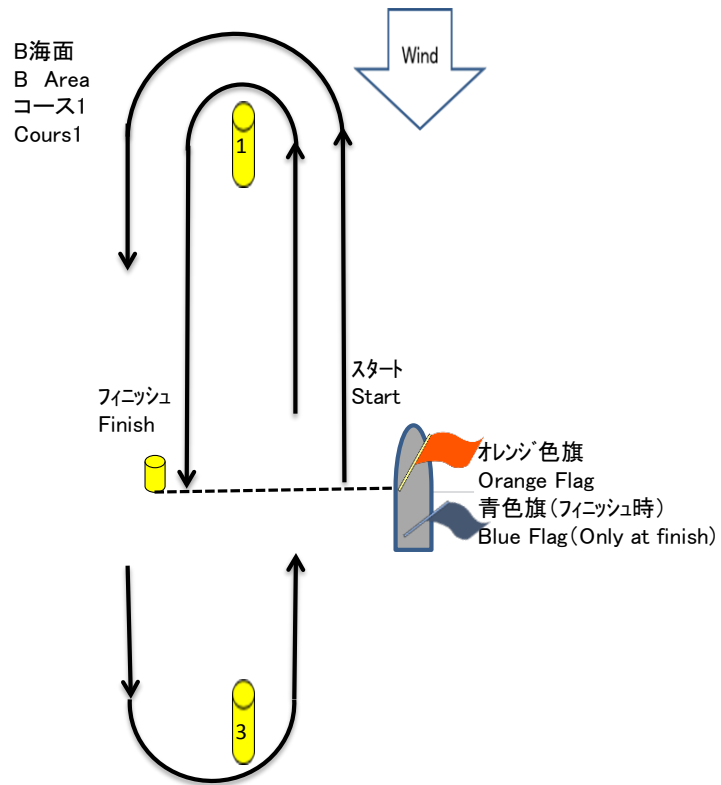 B海面
B Area
コース1
Cours1
Wind
1
スタート
Start
フィニッシュ
Finish
オレンジ色旗
Orange Flag
青色旗(フィニッシュ時)
Blue Flag(Only at finish)
3